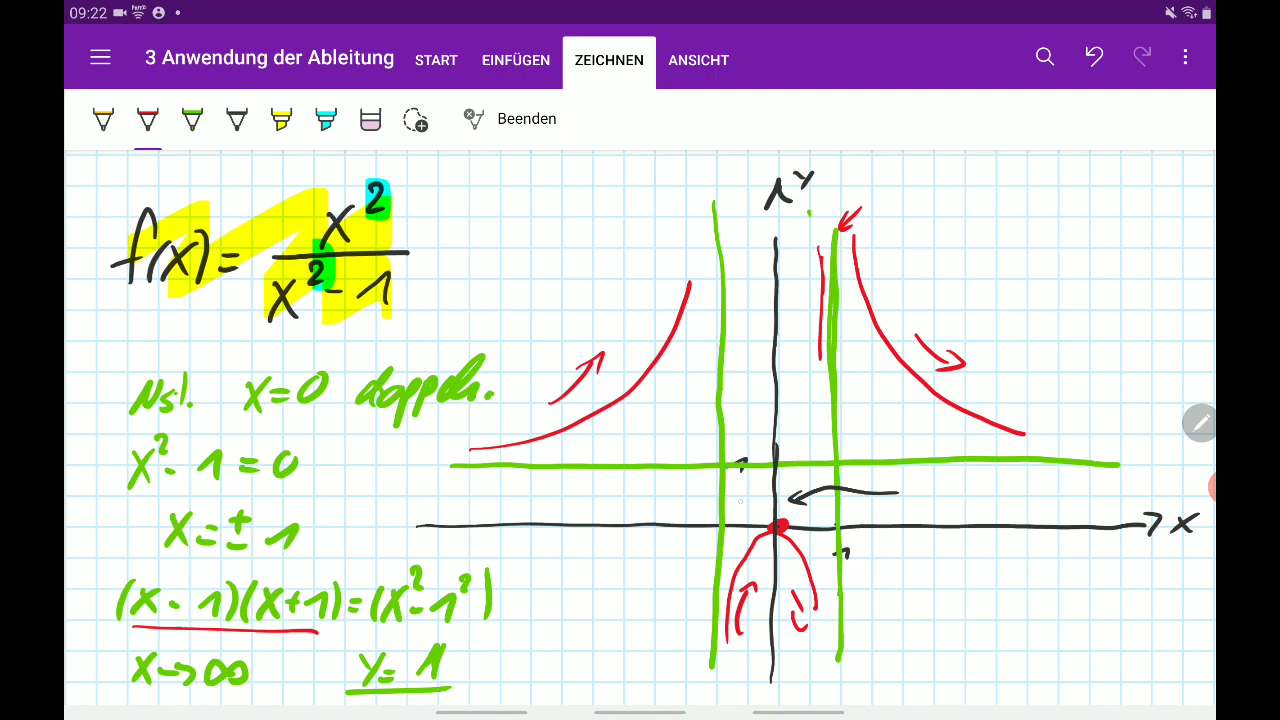 09:22
3 Anwendung der Ableitung START EINFÜGEN ZEICHNEN ANSICHT
Beenden
f(x) = x²/(x² - 1)
Ns!. x=0 doppelt.
x² - 1 = 0
x = ± 1
(x - 1)(x + 1) = (x² - 1²)
x → ∞ y = 1
y
1
x
1